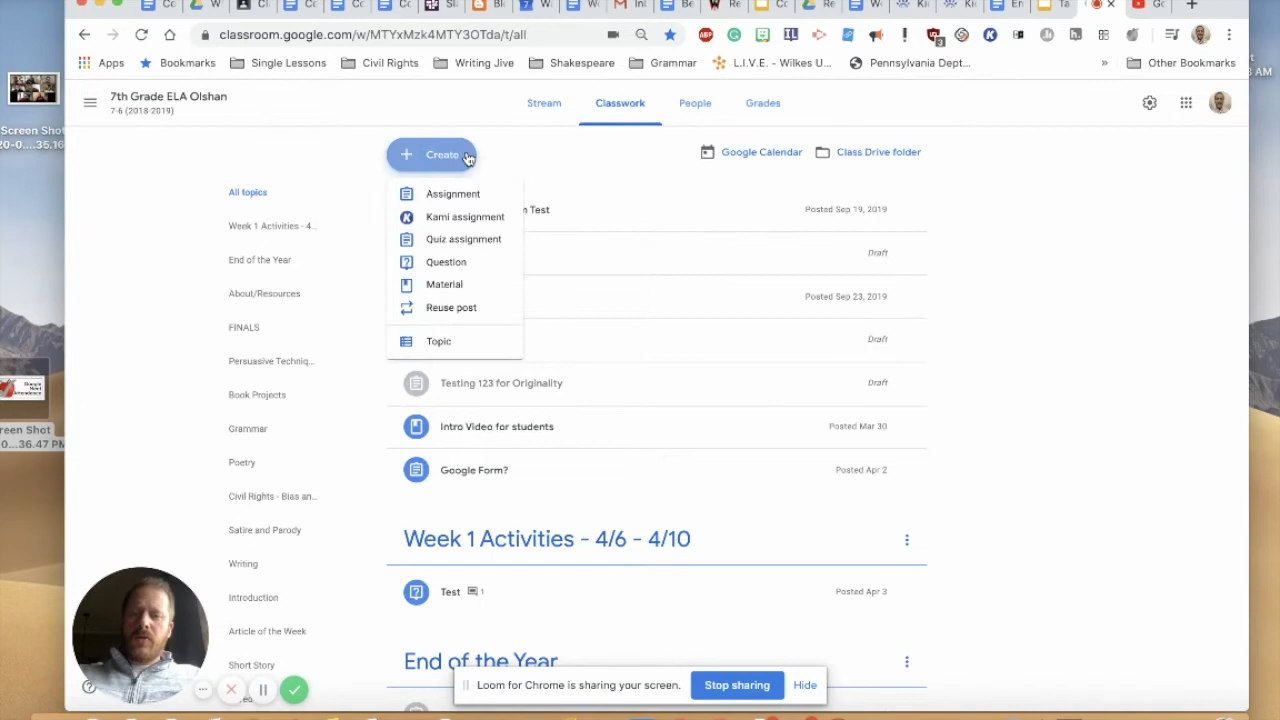 classroom.google.com/w/MTYxMzk4MTY3OTda/t/all
Apps Bookmarks Single Lessons Civil Rights Writing Jive Shakespeare Grammar L.I.V.E. - Wilkes U... Pennsylvania Dept... » Other Bookmarks
7th Grade ELA Olshan
7-6 (2018-2019)
Stream Classwork People Grades
Create
Google Calendar Class Drive folder
Assignment
Kami assignment
Quiz assignment
Question
Material
Reuse post
Topic
All topics
Week 1 Activities - 4...
End of the Year
About/Resources
FINALS
Persuasive Techniq...
Book Projects
Grammar
Poetry
Civil Rights - Bias an...
Satire and Parody
Writing
Introduction
Article of the Week
Short Story
Test Posted Sep 19, 2019
Draft
Posted Sep 23, 2019
Draft
Testing 123 for Originality Draft
Intro Video for students Posted Mar 30
Google Form? Posted Apr 2
Week 1 Activities - 4/6 - 4/10
Test 1 Posted Apr 3
End of the Year
Loom for Chrome is sharing your screen. Stop sharing Hide
Screen Shot
20-0....35.16
reen Shot
0...36.47 PM
AM